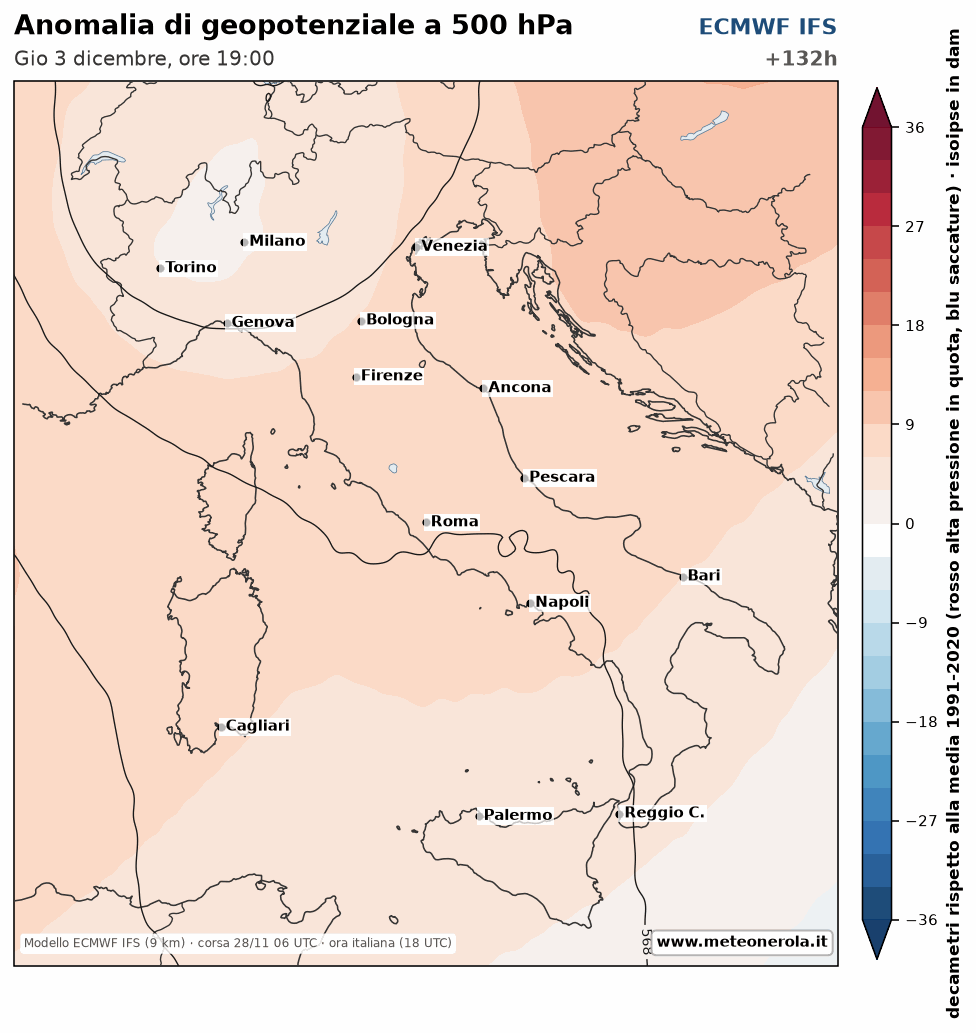 Anomalia di geopotenziale a 500 hPa
ECMWF IFS
Gio 3 dicembre, ore 19:00
+132h
Milano
Venezia
Torino
Genova
Bologna
Firenze
Ancona
Pescara
Roma
Bari
Napoli
Cagliari
Palermo
Reggio C.
568
Modello ECMWF IFS (9 km) · corsa 28/11 06 UTC · ora italiana (18 UTC)
www.meteonerola.it
36
27
18
9
0
−9
−18
−27
−36
decametri rispetto alla media 1991-2020 (rosso alta pressione in quota, blu saccature) · isoipse in dam